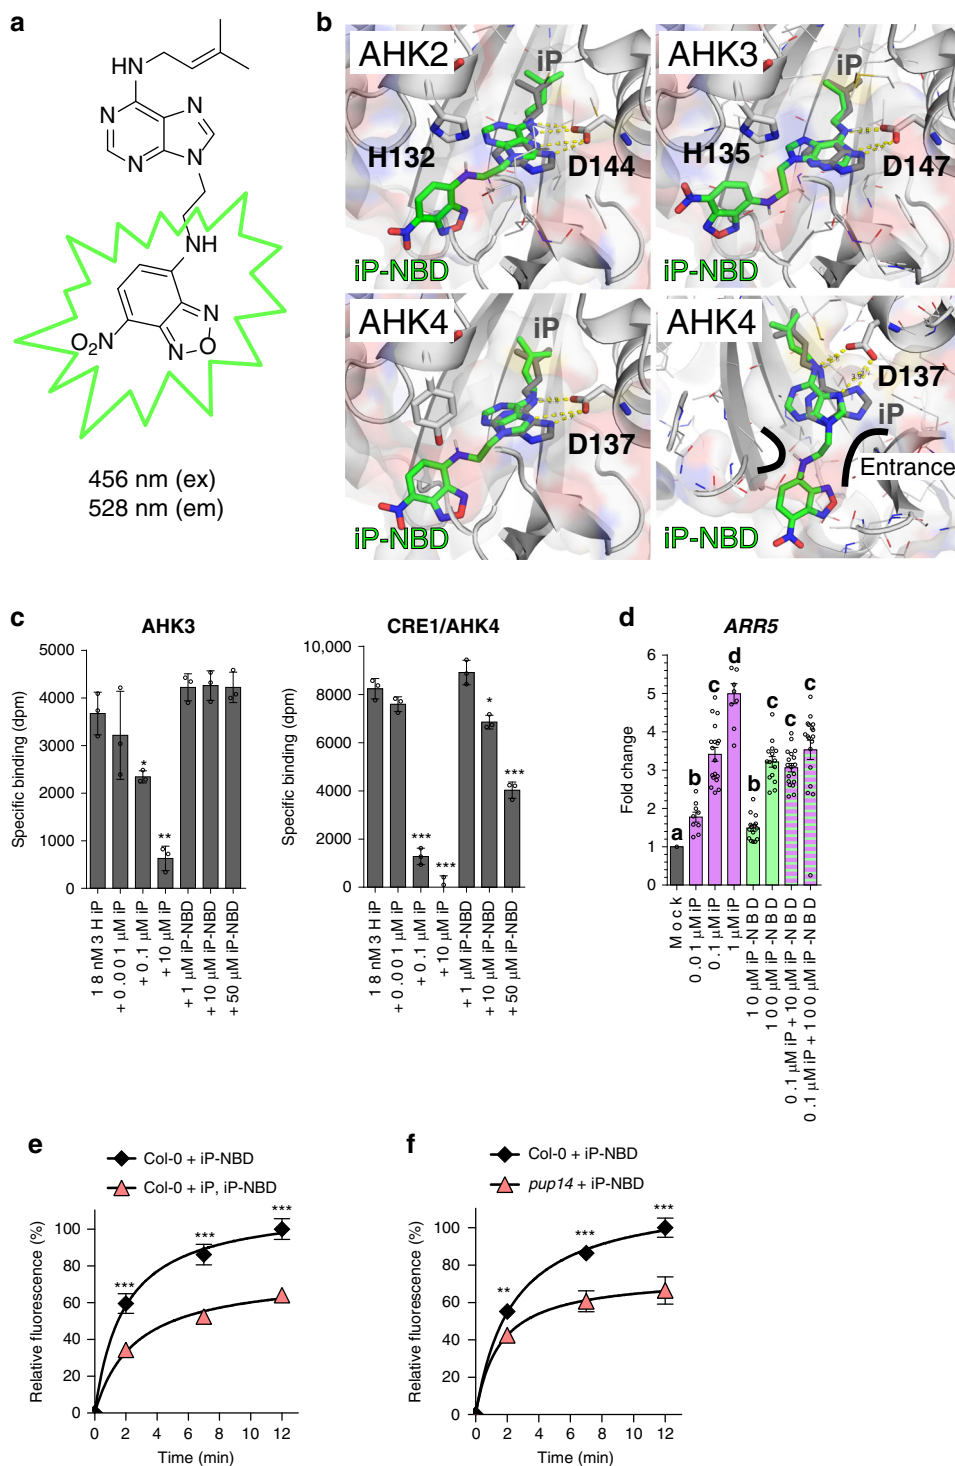 a
HN
N
N
N
N
NH
O2N
N
N
O
456 nm (ex)
528 nm (em)
b
AHK2
iP
H132
D144
iP-NBD
AHK3
iP
H135
D147
iP-NBD
AHK4
iP
D137
iP-NBD
AHK4
D137
iP
Entrance
iP-NBD
c
AHK3
Specific binding (dpm)
5000
4000
3000
2000
1000
0
*
**
18 nM 3 H iP
+ 0.001 µM iP
+ 0.1 µM iP
+ 10 µM iP
+ 1 µM iP-NBD
+ 10 µM iP-NBD
+ 50 µM iP-NBD
CRE1/AHK4
Specific binding (dpm)
10,000
8000
6000
4000
2000
0
***
***
*
***
18 nM 3 H iP
+ 0.001 µM iP
+ 0.1 µM iP
+ 10 µM iP
+ 1 µM iP-NBD
+ 10 µM iP-NBD
+ 50 µM iP-NBD
d
ARR5
Fold change
6
5
4
3
2
1
0
a
b
c
d
b
c
c
c
Mock
0.01 µM iP
0.1 µM iP
1 µM iP
10 µM iP-NBD
100 µM iP-NBD
0.1 µM iP + 10 µM iP-NBD
0.1 µM iP + 100 µM iP-NBD
e
Col-0 + iP-NBD
Col-0 + iP, iP-NBD
Relative fluorescence (%)
100
80
60
40
20
0
***
***
***
0 2 4 6 8 10 12
Time (min)
f
Col-0 + iP-NBD
pup14 + iP-NBD
Relative fluorescence (%)
100
80
60
40
20
0
**
***
***
0 2 4 6 8 10 12
Time (min)